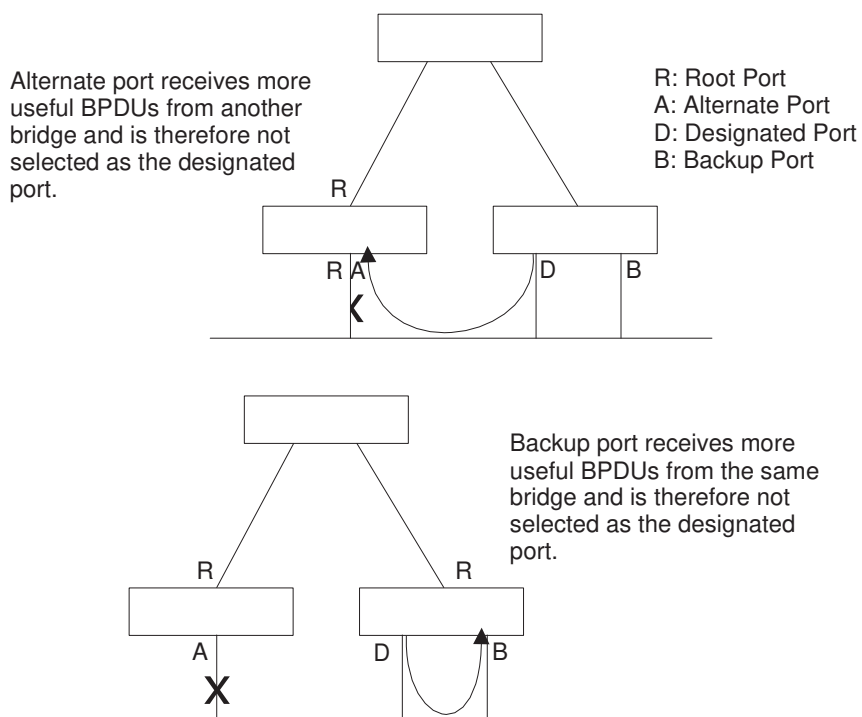 Alternate port receives more
useful BPDUs from another
bridge and is therefore not
selected as the designated
port.
R: Root Port
A: Alternate Port
D: Designated Port
B: Backup Port
R
R A D B
X
Backup port receives more
useful BPDUs from the same
bridge and is therefore not
selected as the designated
port.
R R
A D B
X